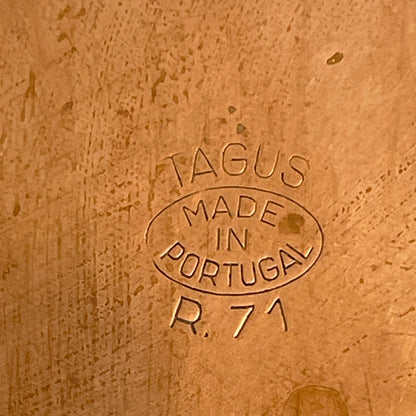 TAGUS
MADE
IN
PORTUGAL
R. 71